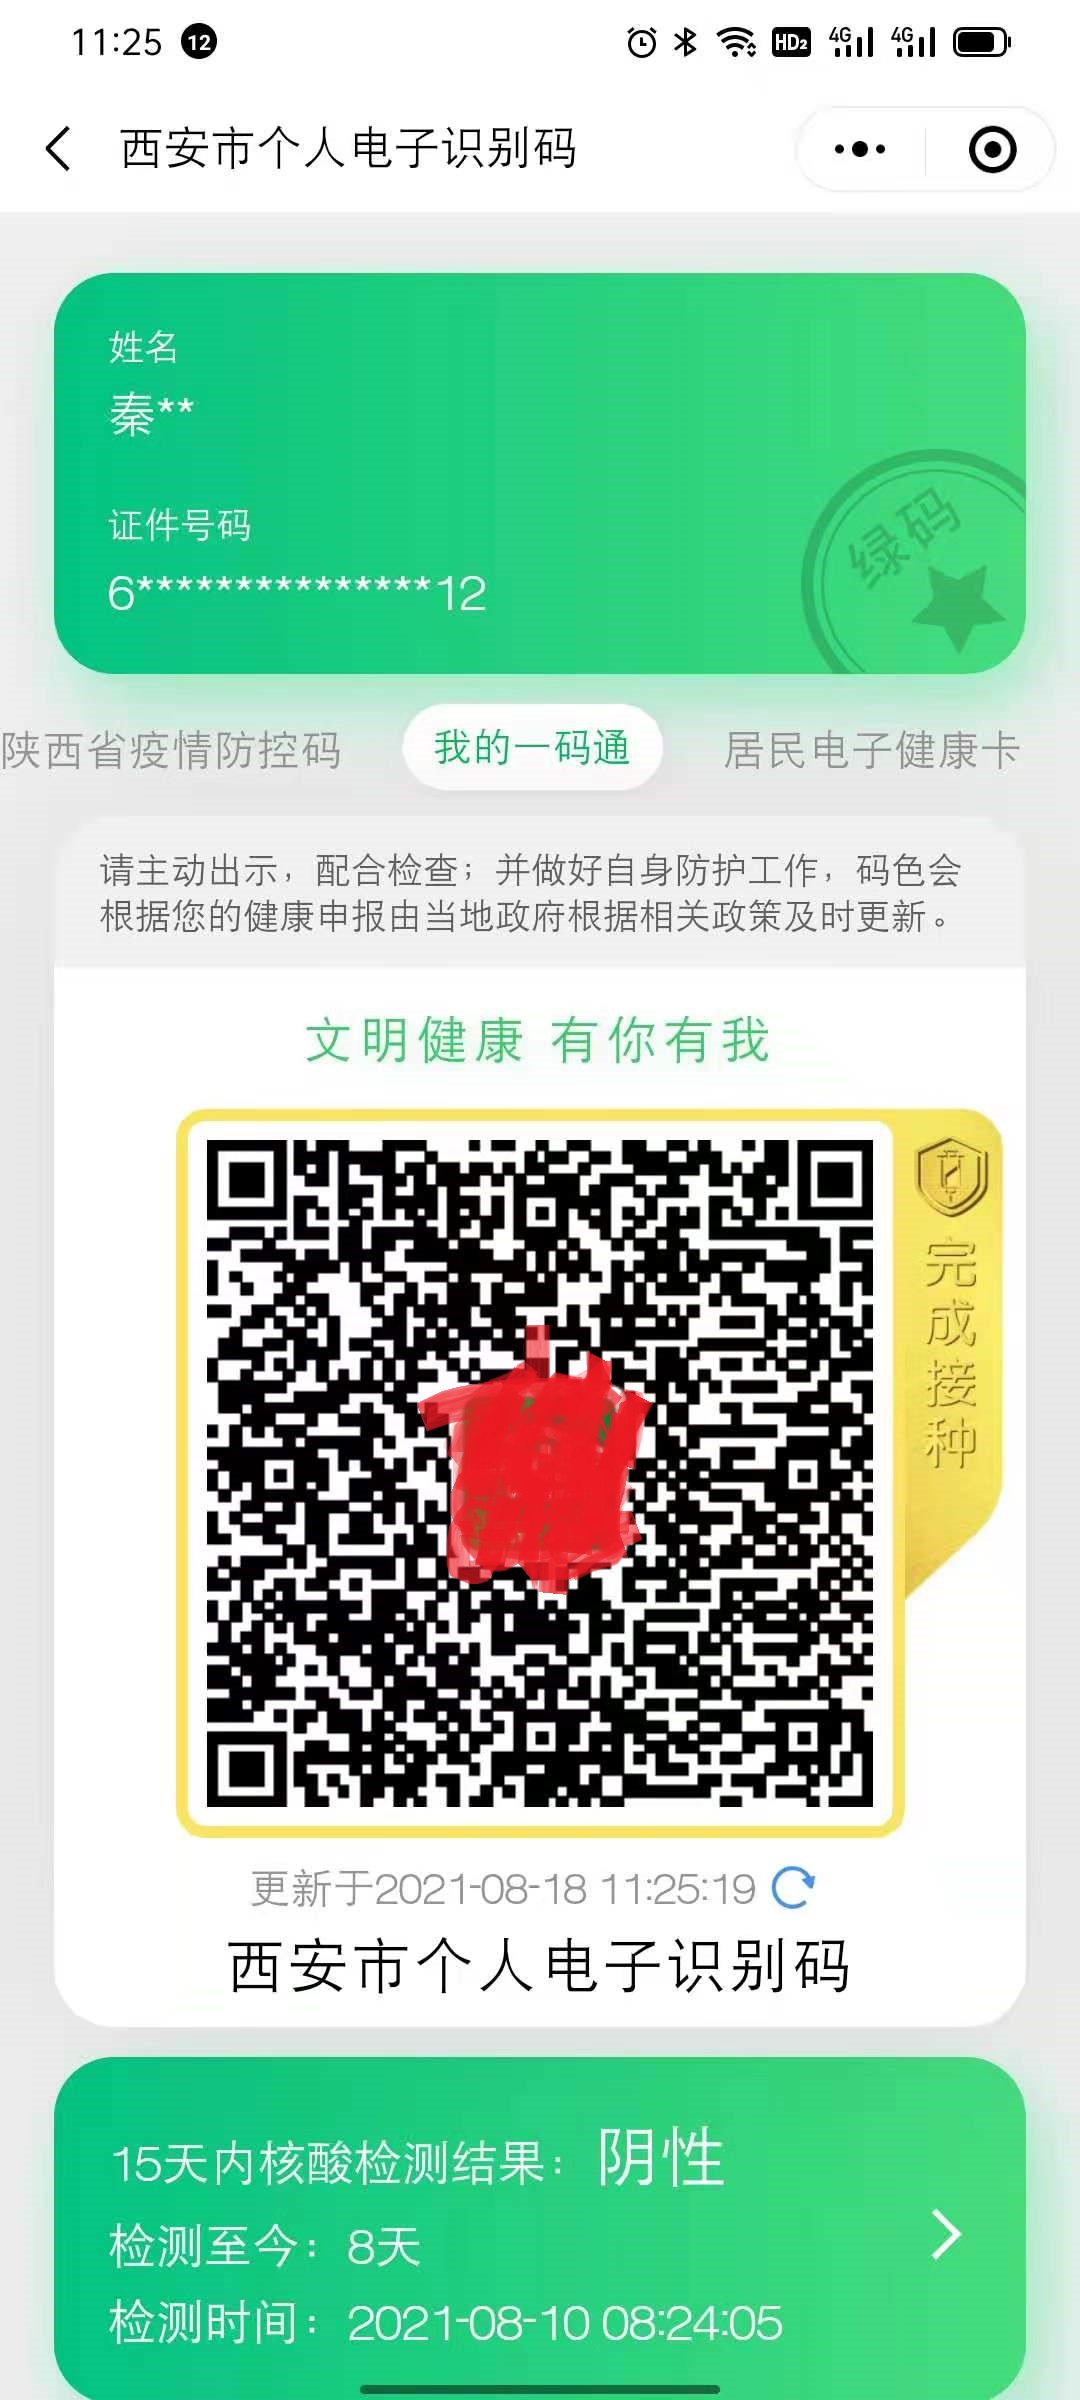 11:25 12 HD2 4G 4G
西安市个人电子识别码
姓名
秦**
证件号码
6***************12
绿码
陕西省疫情防控码 我的一码通 居民电子健康卡
请主动出示，配合检查；并做好自身防护工作，码色会
根据您的健康申报由当地政府根据相关政策及时更新。
文明健康 有你有我
完成接种
更新于2021-08-18 11:25:19
西安市个人电子识别码
15天内核酸检测结果：阴性
检测至今：8天
检测时间：2021-08-10 08:24:05